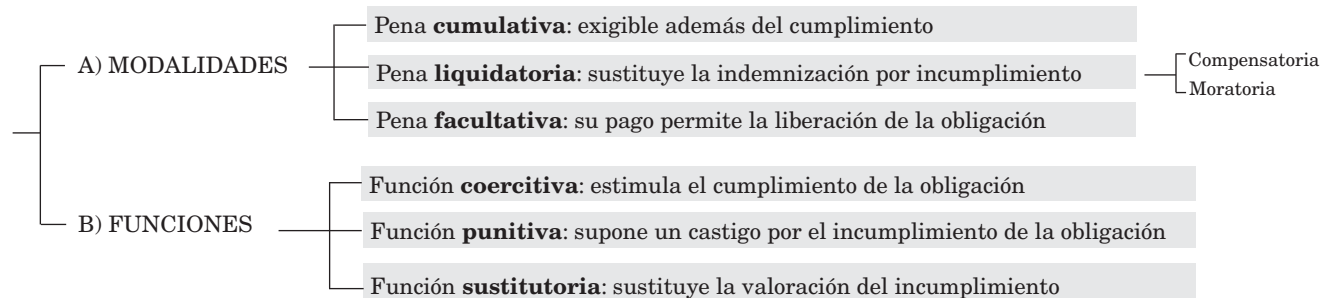 A) MODALIDADES
Pena cumulativa: exigible además del cumplimiento
Pena liquidatoria: sustituye la indemnización por incumplimiento
Compensatoria
Moratoria
Pena facultativa: su pago permite la liberación de la obligación
B) FUNCIONES
Función coercitiva: estimula el cumplimiento de la obligación
Función punitiva: supone un castigo por el incumplimiento de la obligación
Función sustitutoria: sustituye la valoración del incumplimiento